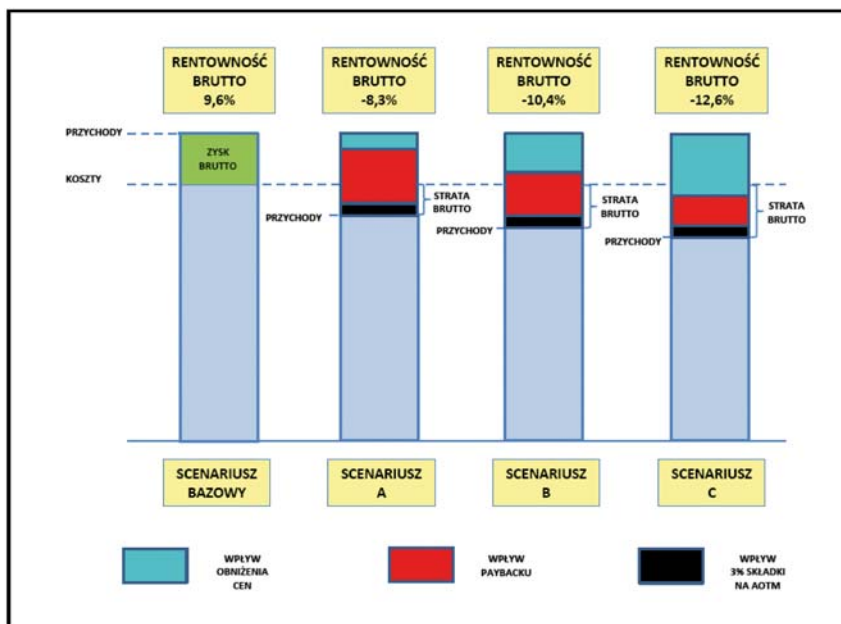 RENTOWNOŚĆ
BRUTTO
9,6%
RENTOWNOŚĆ
BRUTTO
-8,3%
RENTOWNOŚĆ
BRUTTO
-10,4%
RENTOWNOŚĆ
BRUTTO
-12,6%
PRZYCHODY
ZYSK
BRUTTO
KOSZTY
STRATA
BRUTTO
PRZYCHODY
STRATA
BRUTTO
PRZYCHODY
STRATA
BRUTTO
PRZYCHODY
SCENARIUSZ
BAZOWY
SCENARIUSZ
A
SCENARIUSZ
B
SCENARIUSZ
C
WPŁYW
OBNIŻENIA
CEN
WPŁYW
PAYBACKU
WPŁYW
3% SKŁADKI
NA AOTM